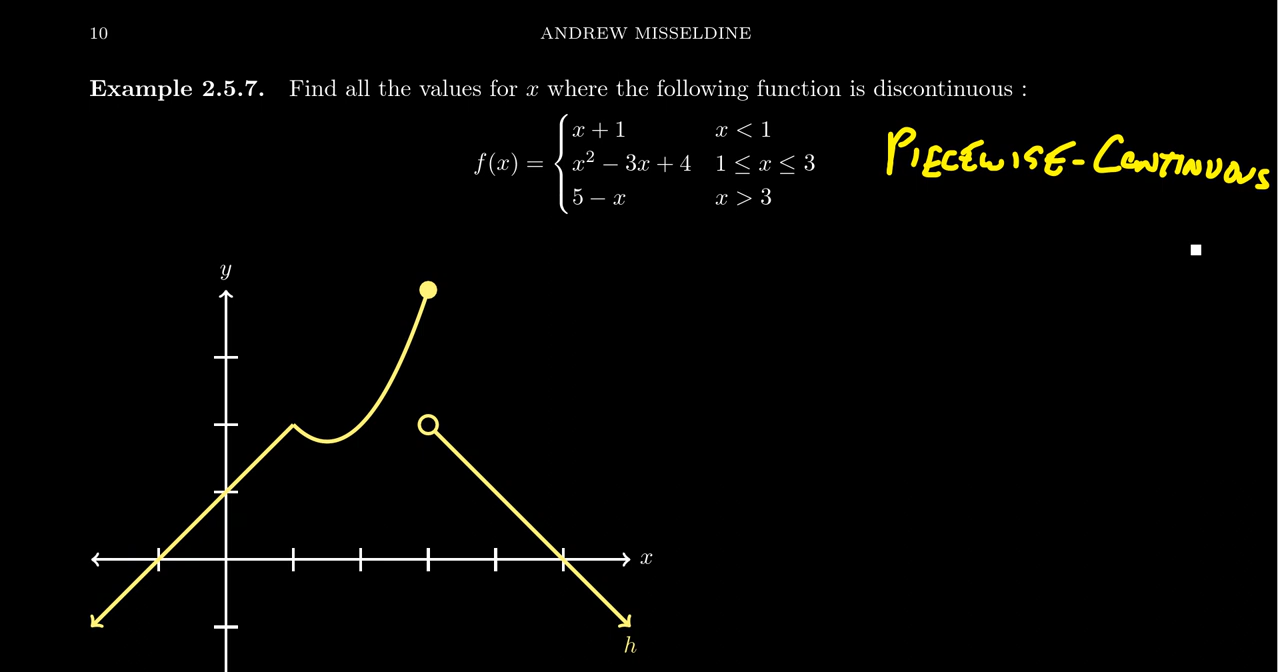 10 ANDREW MISSELDINE
Example 2.5.7. Find all the values for x where the following function is discontinuous :
f(x) = { x + 1 x < 1
x² − 3x + 4 1 ≤ x ≤ 3
5 − x x > 3
PIECEWISE-CONTINUOUS
y
x
h